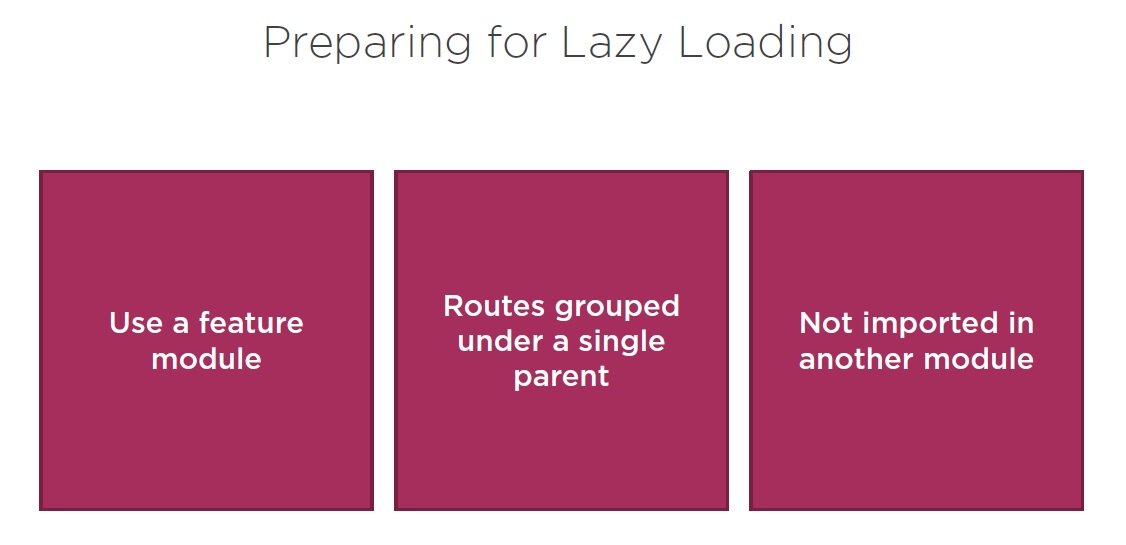 Preparing for Lazy Loading
Use a feature
module
Routes grouped
under a single
parent
Not imported in
another module